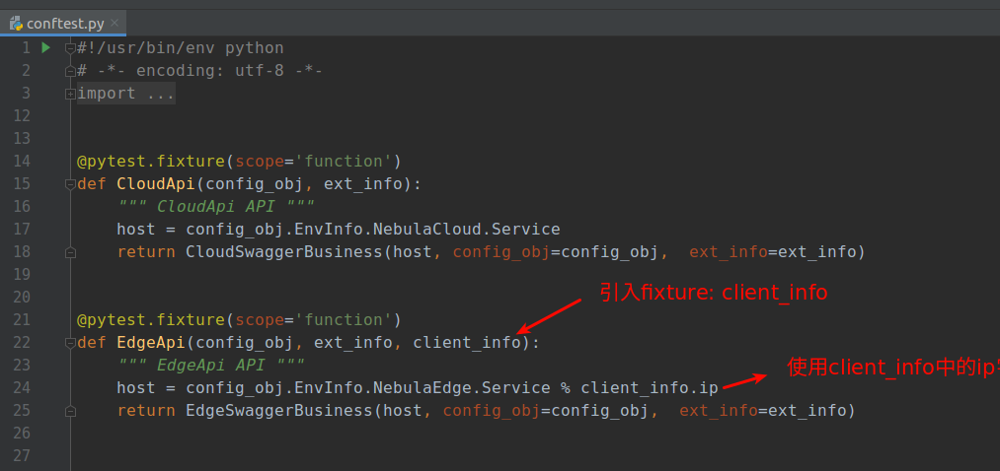 conftest.py
1 #!/usr/bin/env python
2 # -*- encoding: utf-8 -*-
3 import ...
12
13
14 @pytest.fixture(scope='function')
15 def CloudApi(config_obj, ext_info):
16 """ CloudApi API """
17 host = config_obj.EnvInfo.NebulaCloud.Service
18 return CloudSwaggerBusiness(host, config_obj=config_obj, ext_info=ext_info)
19
20
引入fixture: client_info
21 @pytest.fixture(scope='function')
22 def EdgeApi(config_obj, ext_info, client_info):
23 """ EdgeApi API """
使用client_info中的ip
24 host = config_obj.EnvInfo.NebulaEdge.Service % client_info.ip
25 return EdgeSwaggerBusiness(host, config_obj=config_obj, ext_info=ext_info)
26
27